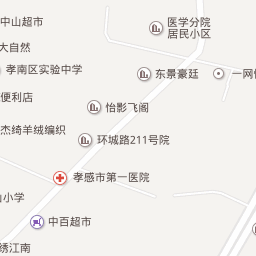 中山超市
医学分院
居民小区
大自然
孝南区实验中学
东景豪廷
一网
便利店
怡影飞阁
杰绮羊绒编织
环城路211号院
孝感市第一医院
小学
中百超市
绣江南